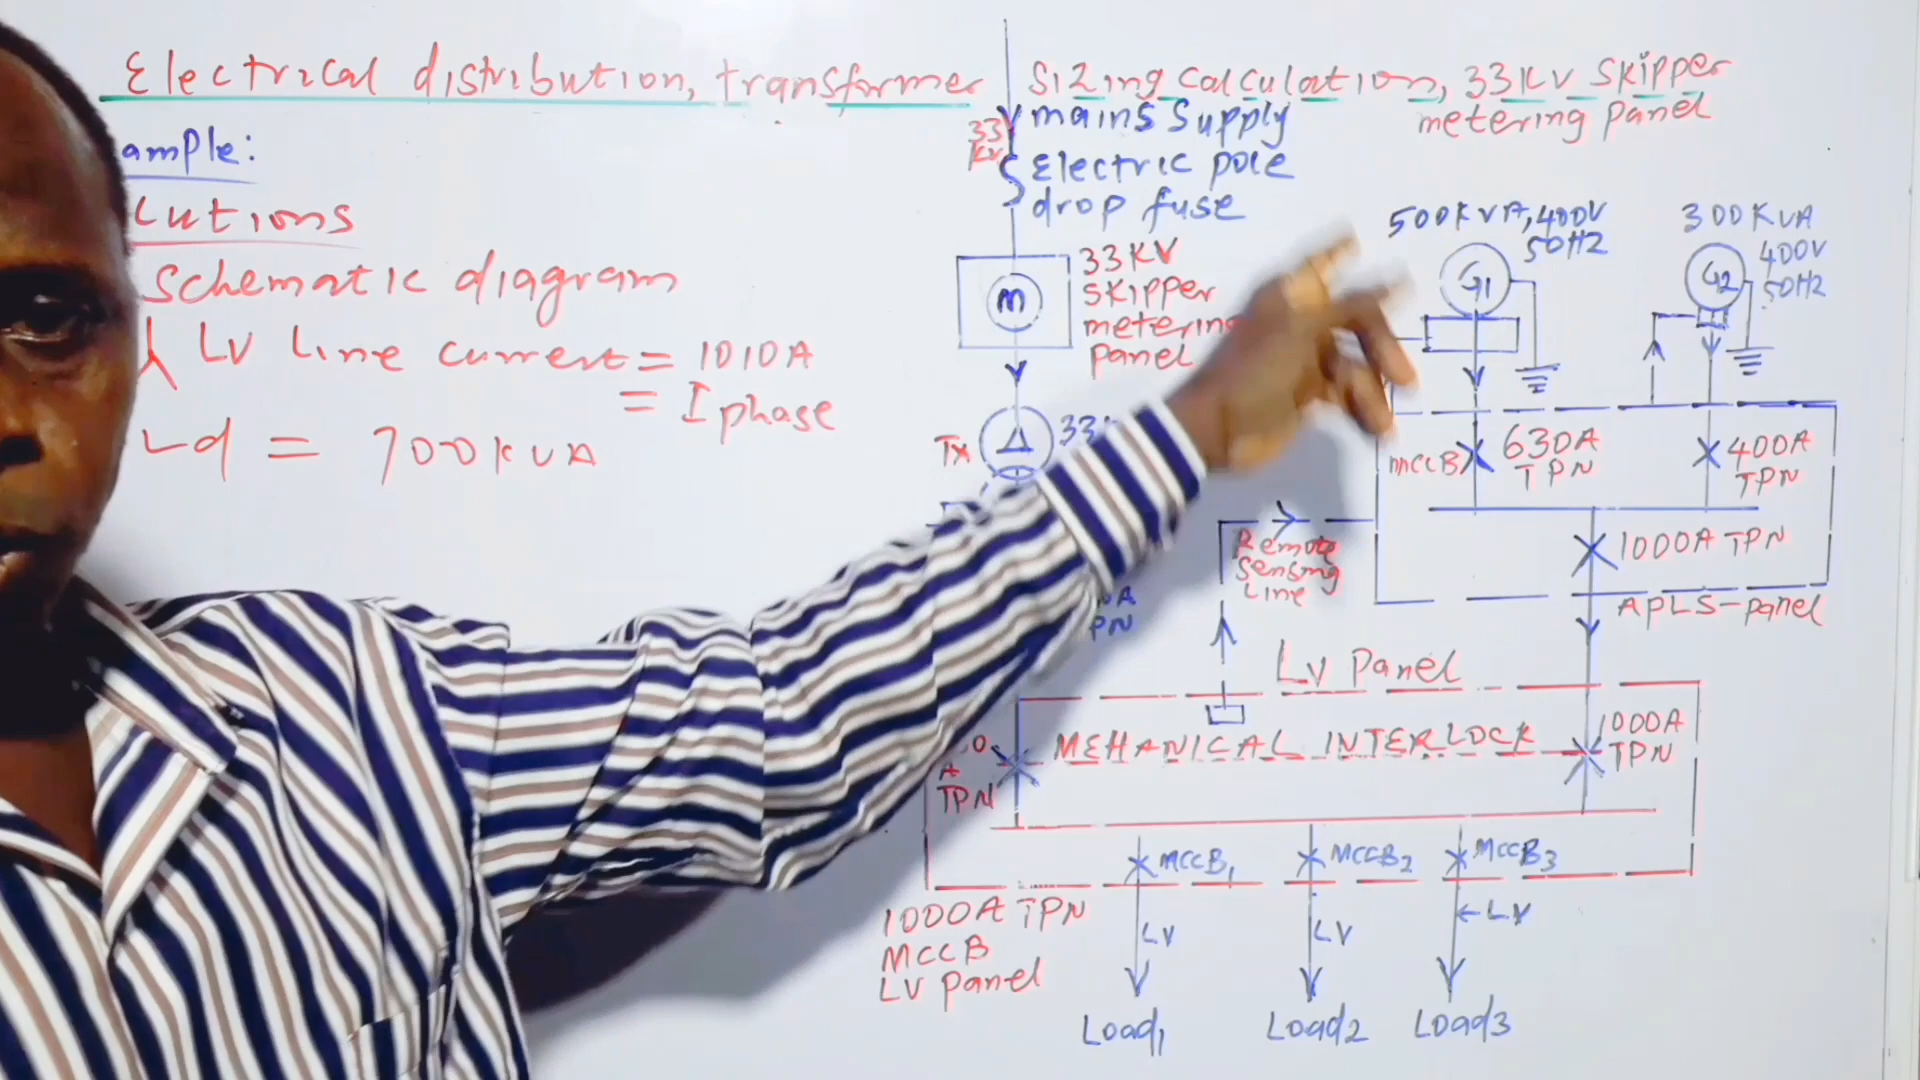 Electrical distribution, transformer Sizing Calculation, 33KV Skipper
metering panel
ample:
lutions
Schematic diagram
LV Line current = 1010A
= I phase
= 700KVA
33
KV
mains supply
Electric pole
drop fuse
M
33KV
Skipper
metering
panel
Tx
Δ
500KVA, 400V
50HZ
G1
300KVA
400V
50HZ
G2
MCCB
630A
TPN
400A
TPN
1000A TPN
APLS-panel
Remote
Sensing
Line
LV Panel
MEHANICAL INTERLOCK
A
TPN
1000A
TPN
MCCB1
MCCB2
MCCB3
1000A TPN
MCCB
LV panel
LV
LV
LV
Load1
Load2
Load3